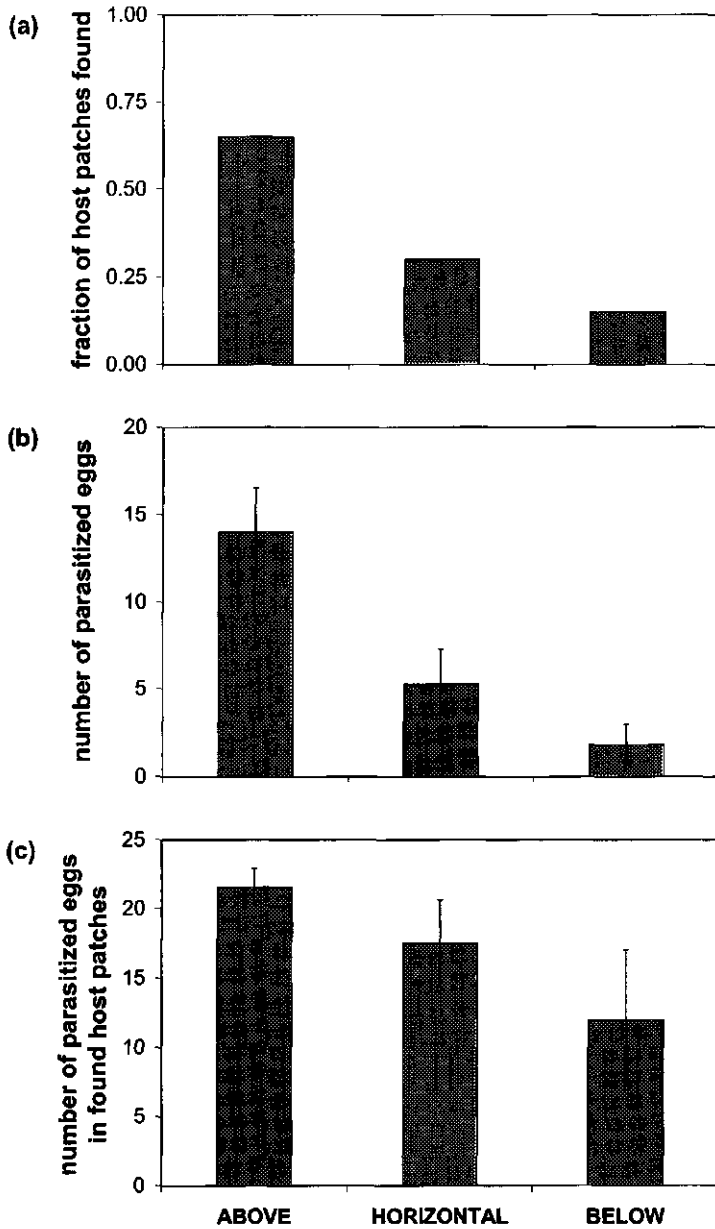 (a)
fraction of host patches found
1.00
0.75
0.50
0.25
0.00
(b)
number of parasitized eggs
20
15
10
5
0
(c)
number of parasitized eggs
in found host patches
25
20
15
10
5
0
ABOVE HORIZONTAL BELOW